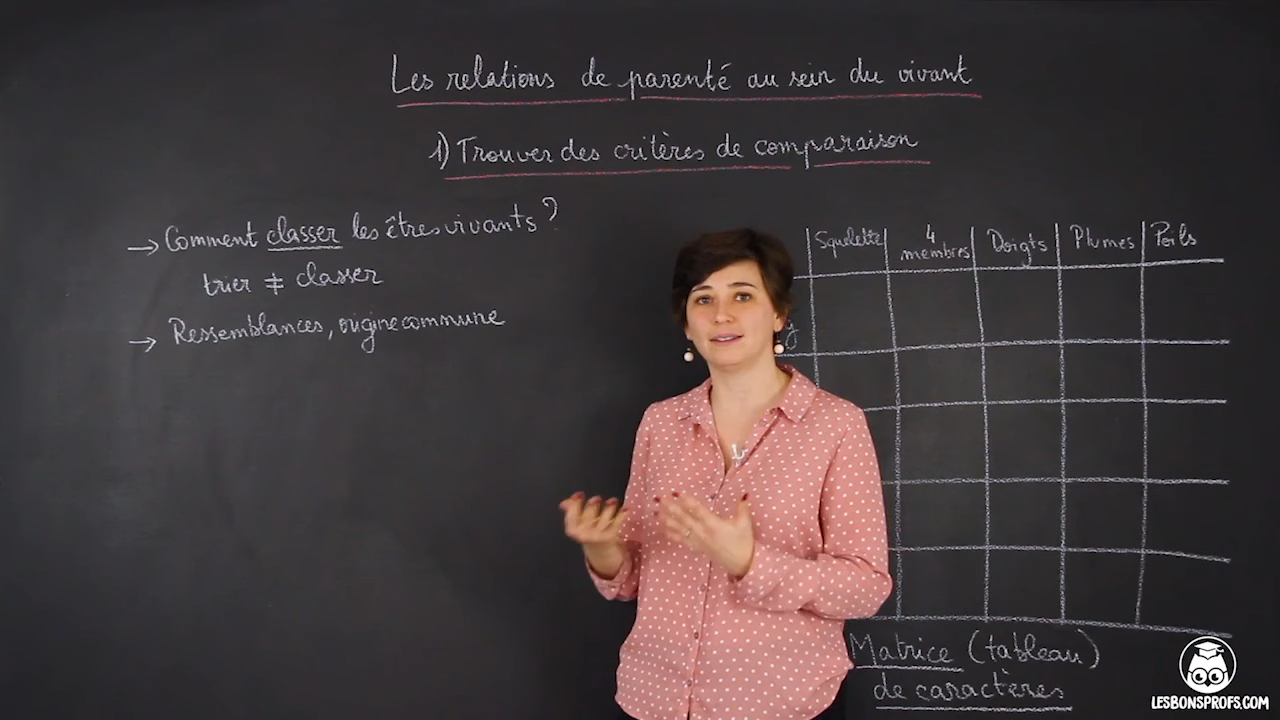 Les relations de parenté au sein du vivant
1) Trouver des critères de comparaison
→ Comment classer les êtres vivants ?
trier ≠ classer
→ Ressemblances, origine commune
Squelette 4 membres Doigts Plumes Poils
Matrice (tableau)
de caractères
LESBONSPROFS.COM